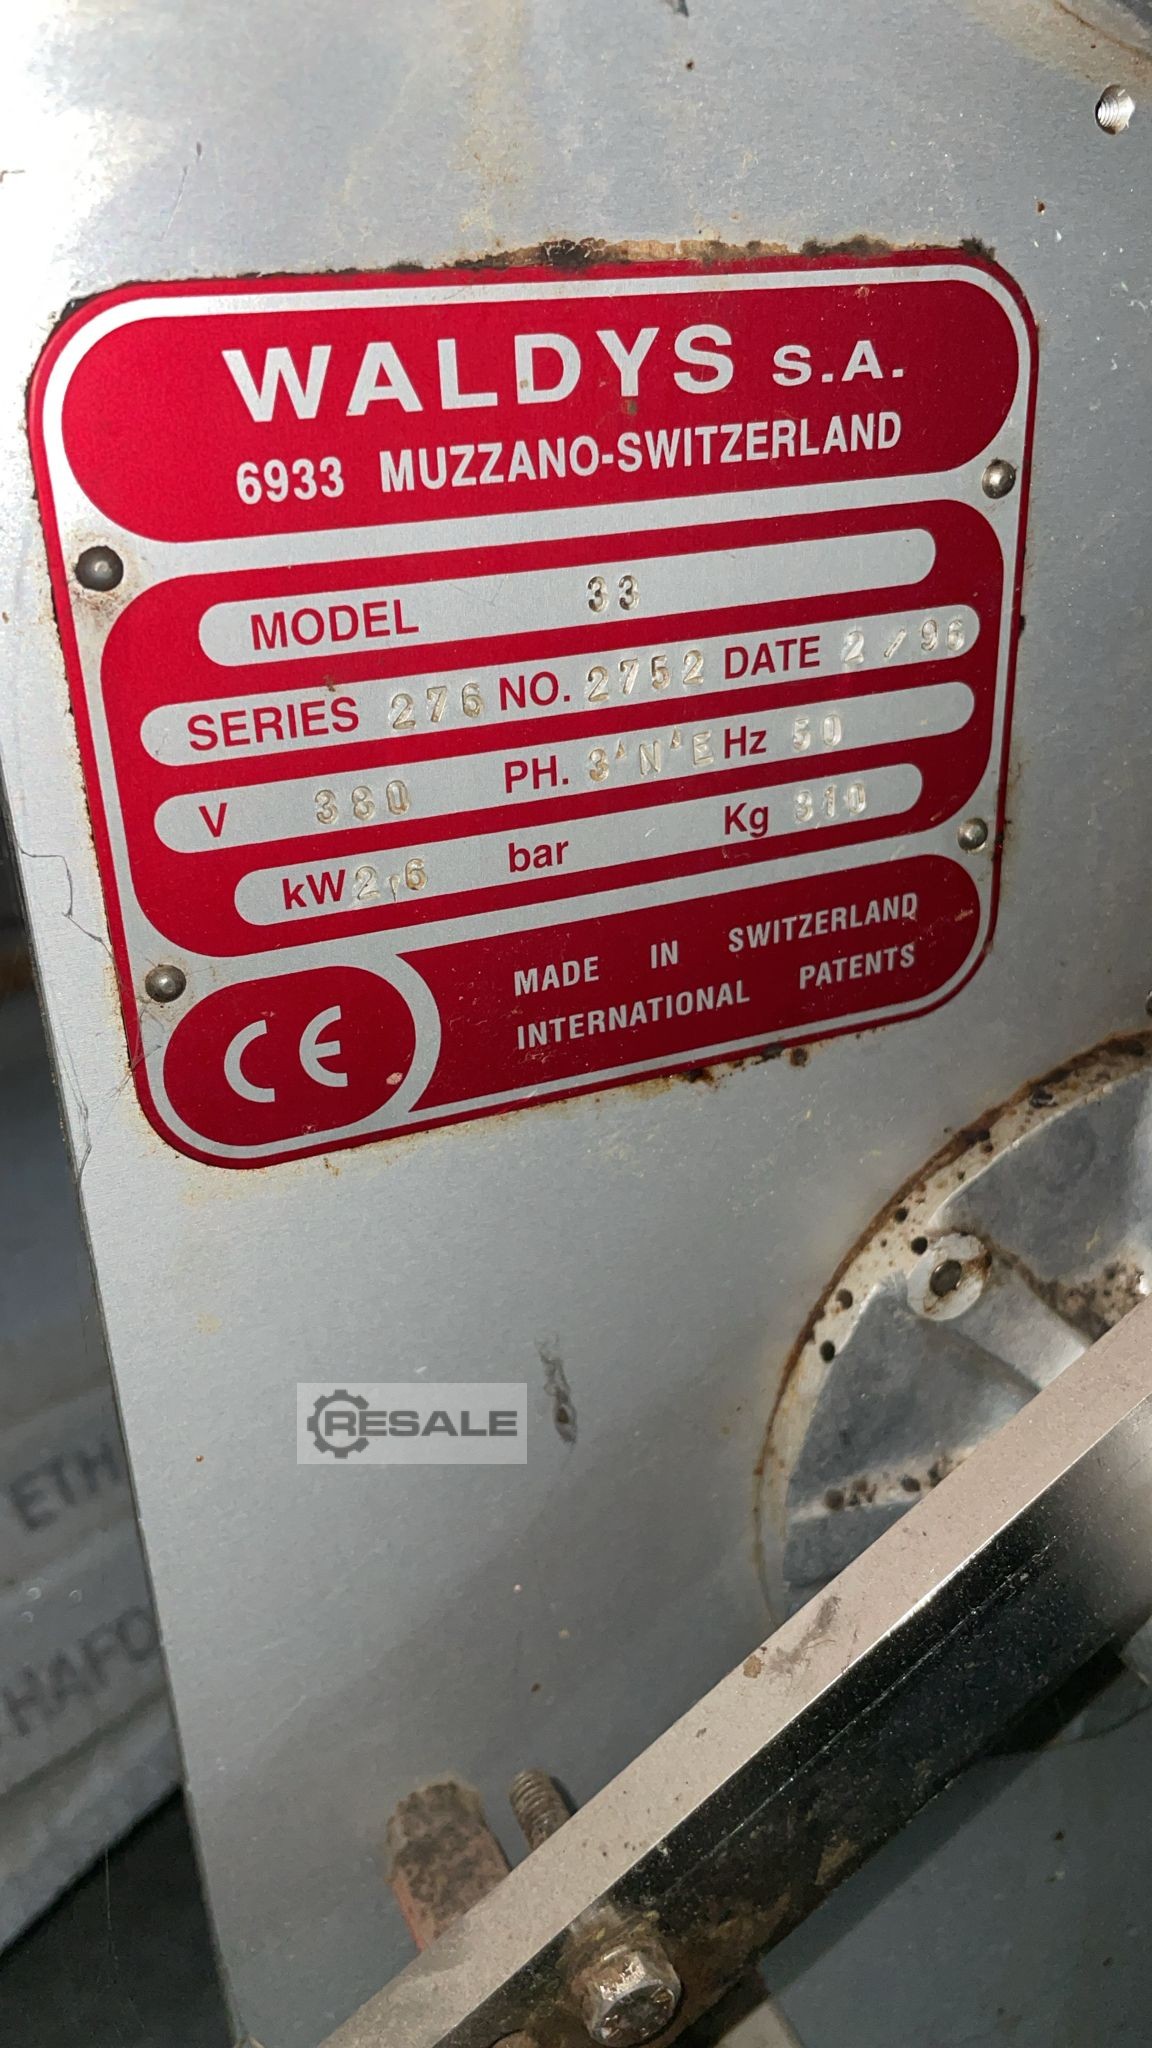 WALDYS S.A.
6933 MUZZANO-SWITZERLAND
MODEL 33
SERIES 276 NO. 2752 DATE 2/96
V 380 PH. 3'N'E Hz 50
kW 2,6 bar Kg 310
CE MADE IN SWITZERLAND
INTERNATIONAL PATENTS
RESALE
ETH